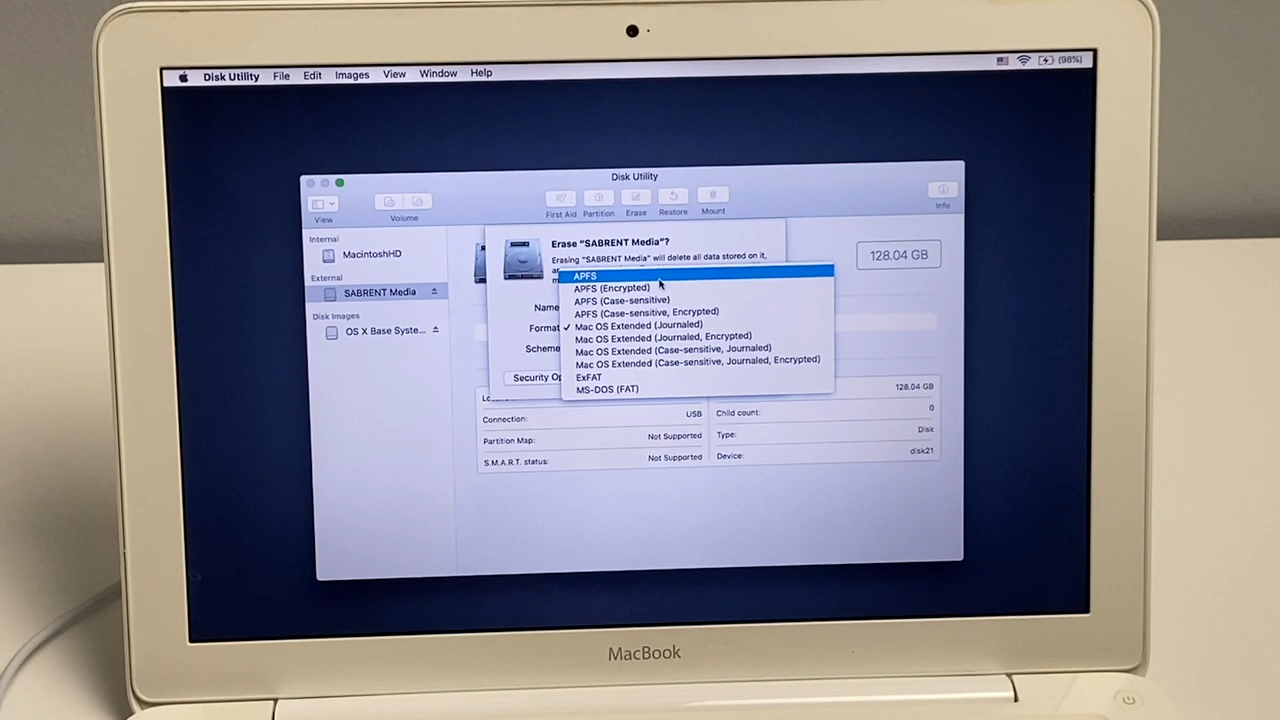 Disk Utility File Edit Images View Window Help (98%)
Disk Utility
View Volume First Aid Partition Erase Restore Mount Info
Internal
MacintoshHD
External
SABRENT Media
Disk Images
OS X Base Syste...
128.04 GB
Erase “SABRENT Media”?
Erasing “SABRENT Media” will delete all data stored on it,
Name
Format
Scheme
Security Op
APFS
APFS (Encrypted)
APFS (Case-sensitive)
APFS (Case-sensitive, Encrypted)
✓ Mac OS Extended (Journaled)
Mac OS Extended (Journaled, Encrypted)
Mac OS Extended (Case-sensitive, Journaled)
Mac OS Extended (Case-sensitive, Journaled, Encrypted)
ExFAT
MS-DOS (FAT)
128.04 GB
Connection: USB Child count: 0
Partition Map: Not Supported Type: Disk
S.M.A.R.T. status: Not Supported Device: disk21
MacBook